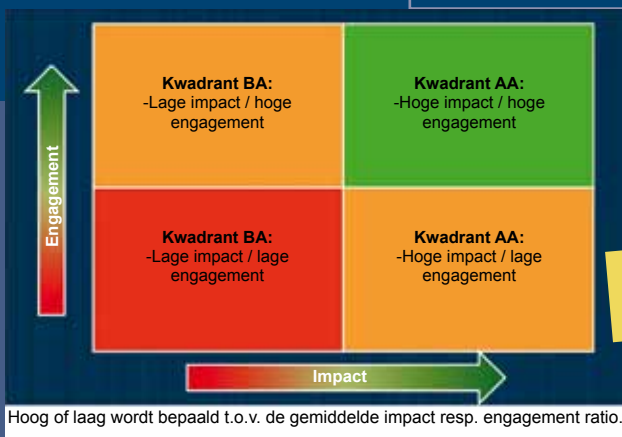 Kwadrant BA:
-Lage impact / hoge
engagement
Kwadrant AA:
-Hoge impact / hoge
engagement
Engagement
Kwadrant BA:
-Lage impact / lage
engagement
Kwadrant AA:
-Hoge impact / lage
engagement
Impact
Hoog of laag wordt bepaald t.o.v. de gemiddelde impact resp. engagement ratio.